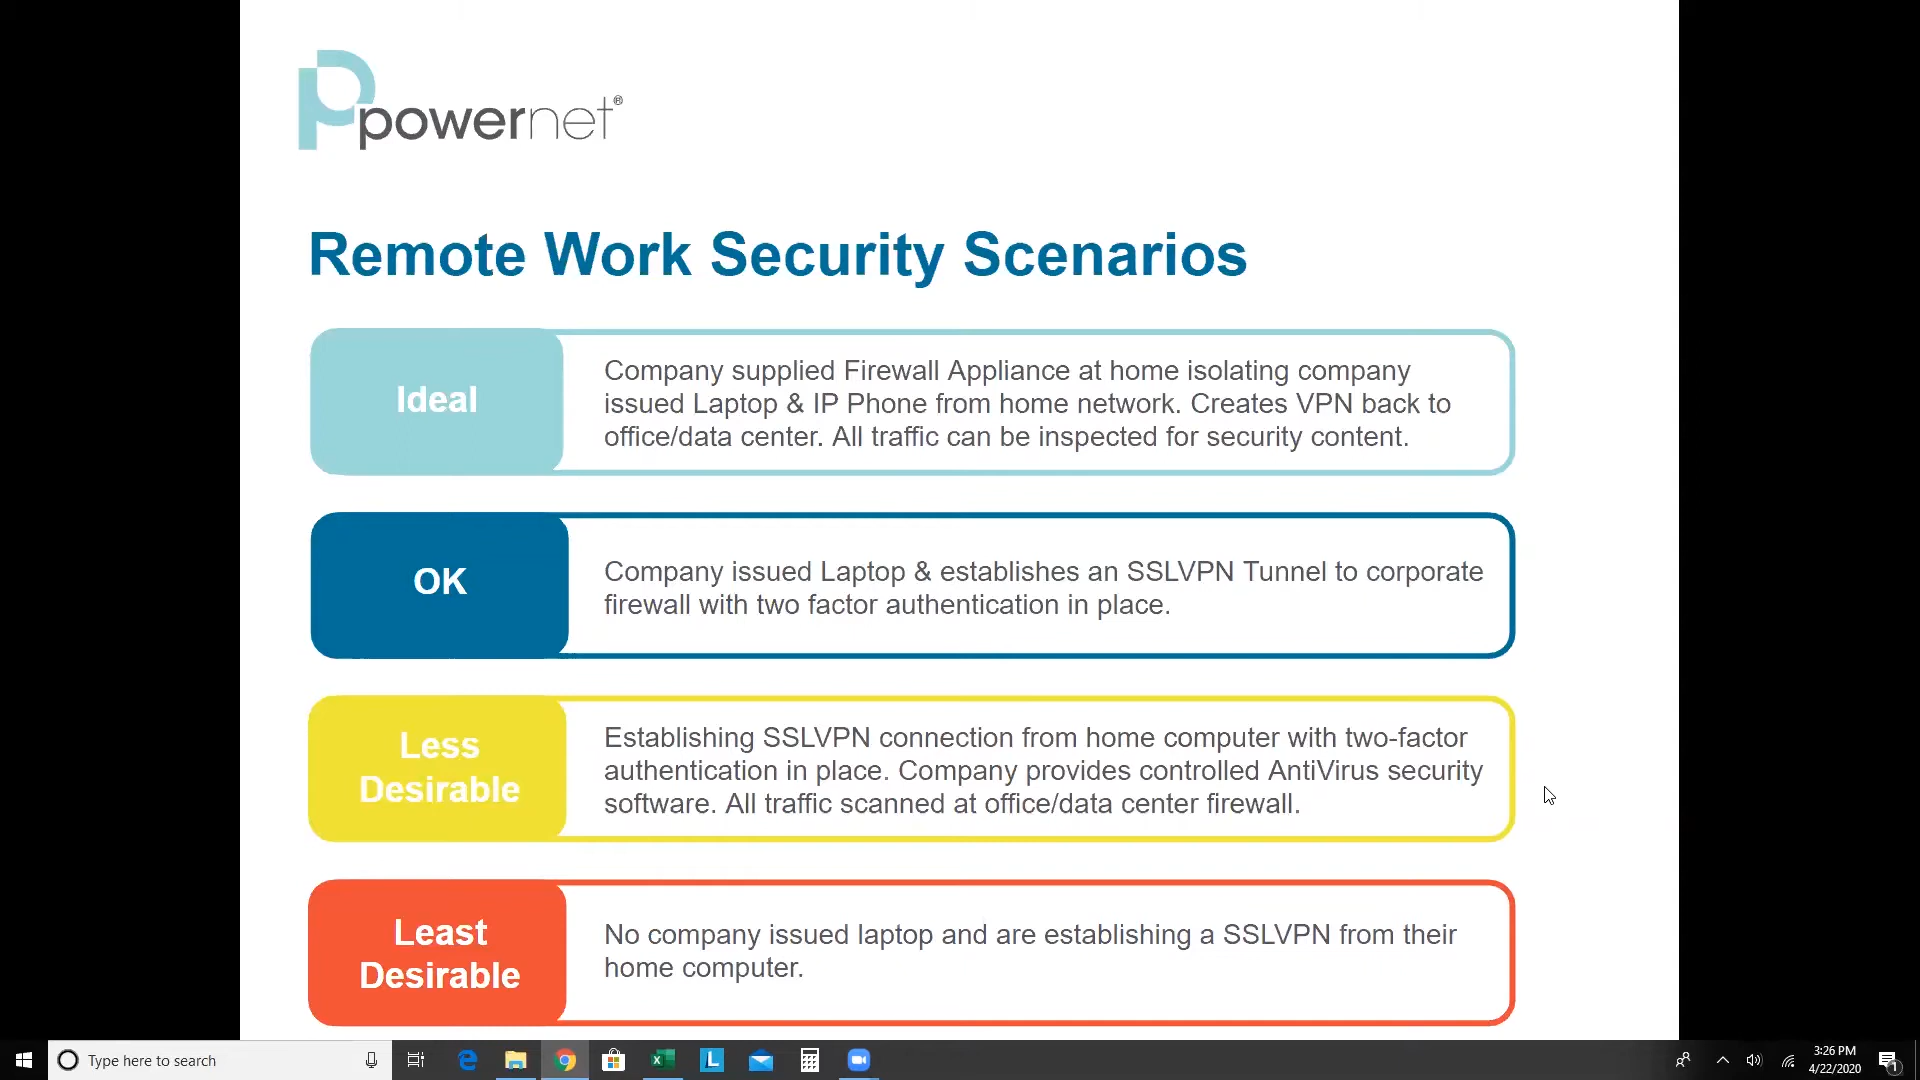 powernet®
Remote Work Security Scenarios
Ideal
Company supplied Firewall Appliance at home isolating company
issued Laptop & IP Phone from home network. Creates VPN back to
office/data center. All traffic can be inspected for security content.
OK
Company issued Laptop & establishes an SSLVPN Tunnel to corporate
firewall with two factor authentication in place.
Less
Desirable
Establishing SSLVPN connection from home computer with two-factor
authentication in place. Company provides controlled AntiVirus security
software. All traffic scanned at office/data center firewall.
Least
Desirable
No company issued laptop and are establishing a SSLVPN from their
home computer.
Type here to search
L
3:26 PM
4/22/2020
1